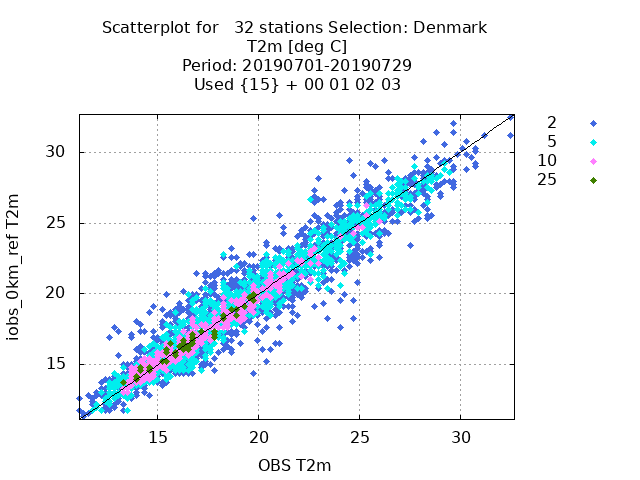 Scatterplot for   32 stations Selection: Denmark
T2m [deg C]
Period: 20190701-20190729
Used {15} + 00 01 02 03
2
5
10
25
iobs_0km_ref T2m
30
25
20
15
15 20 25 30
OBS T2m